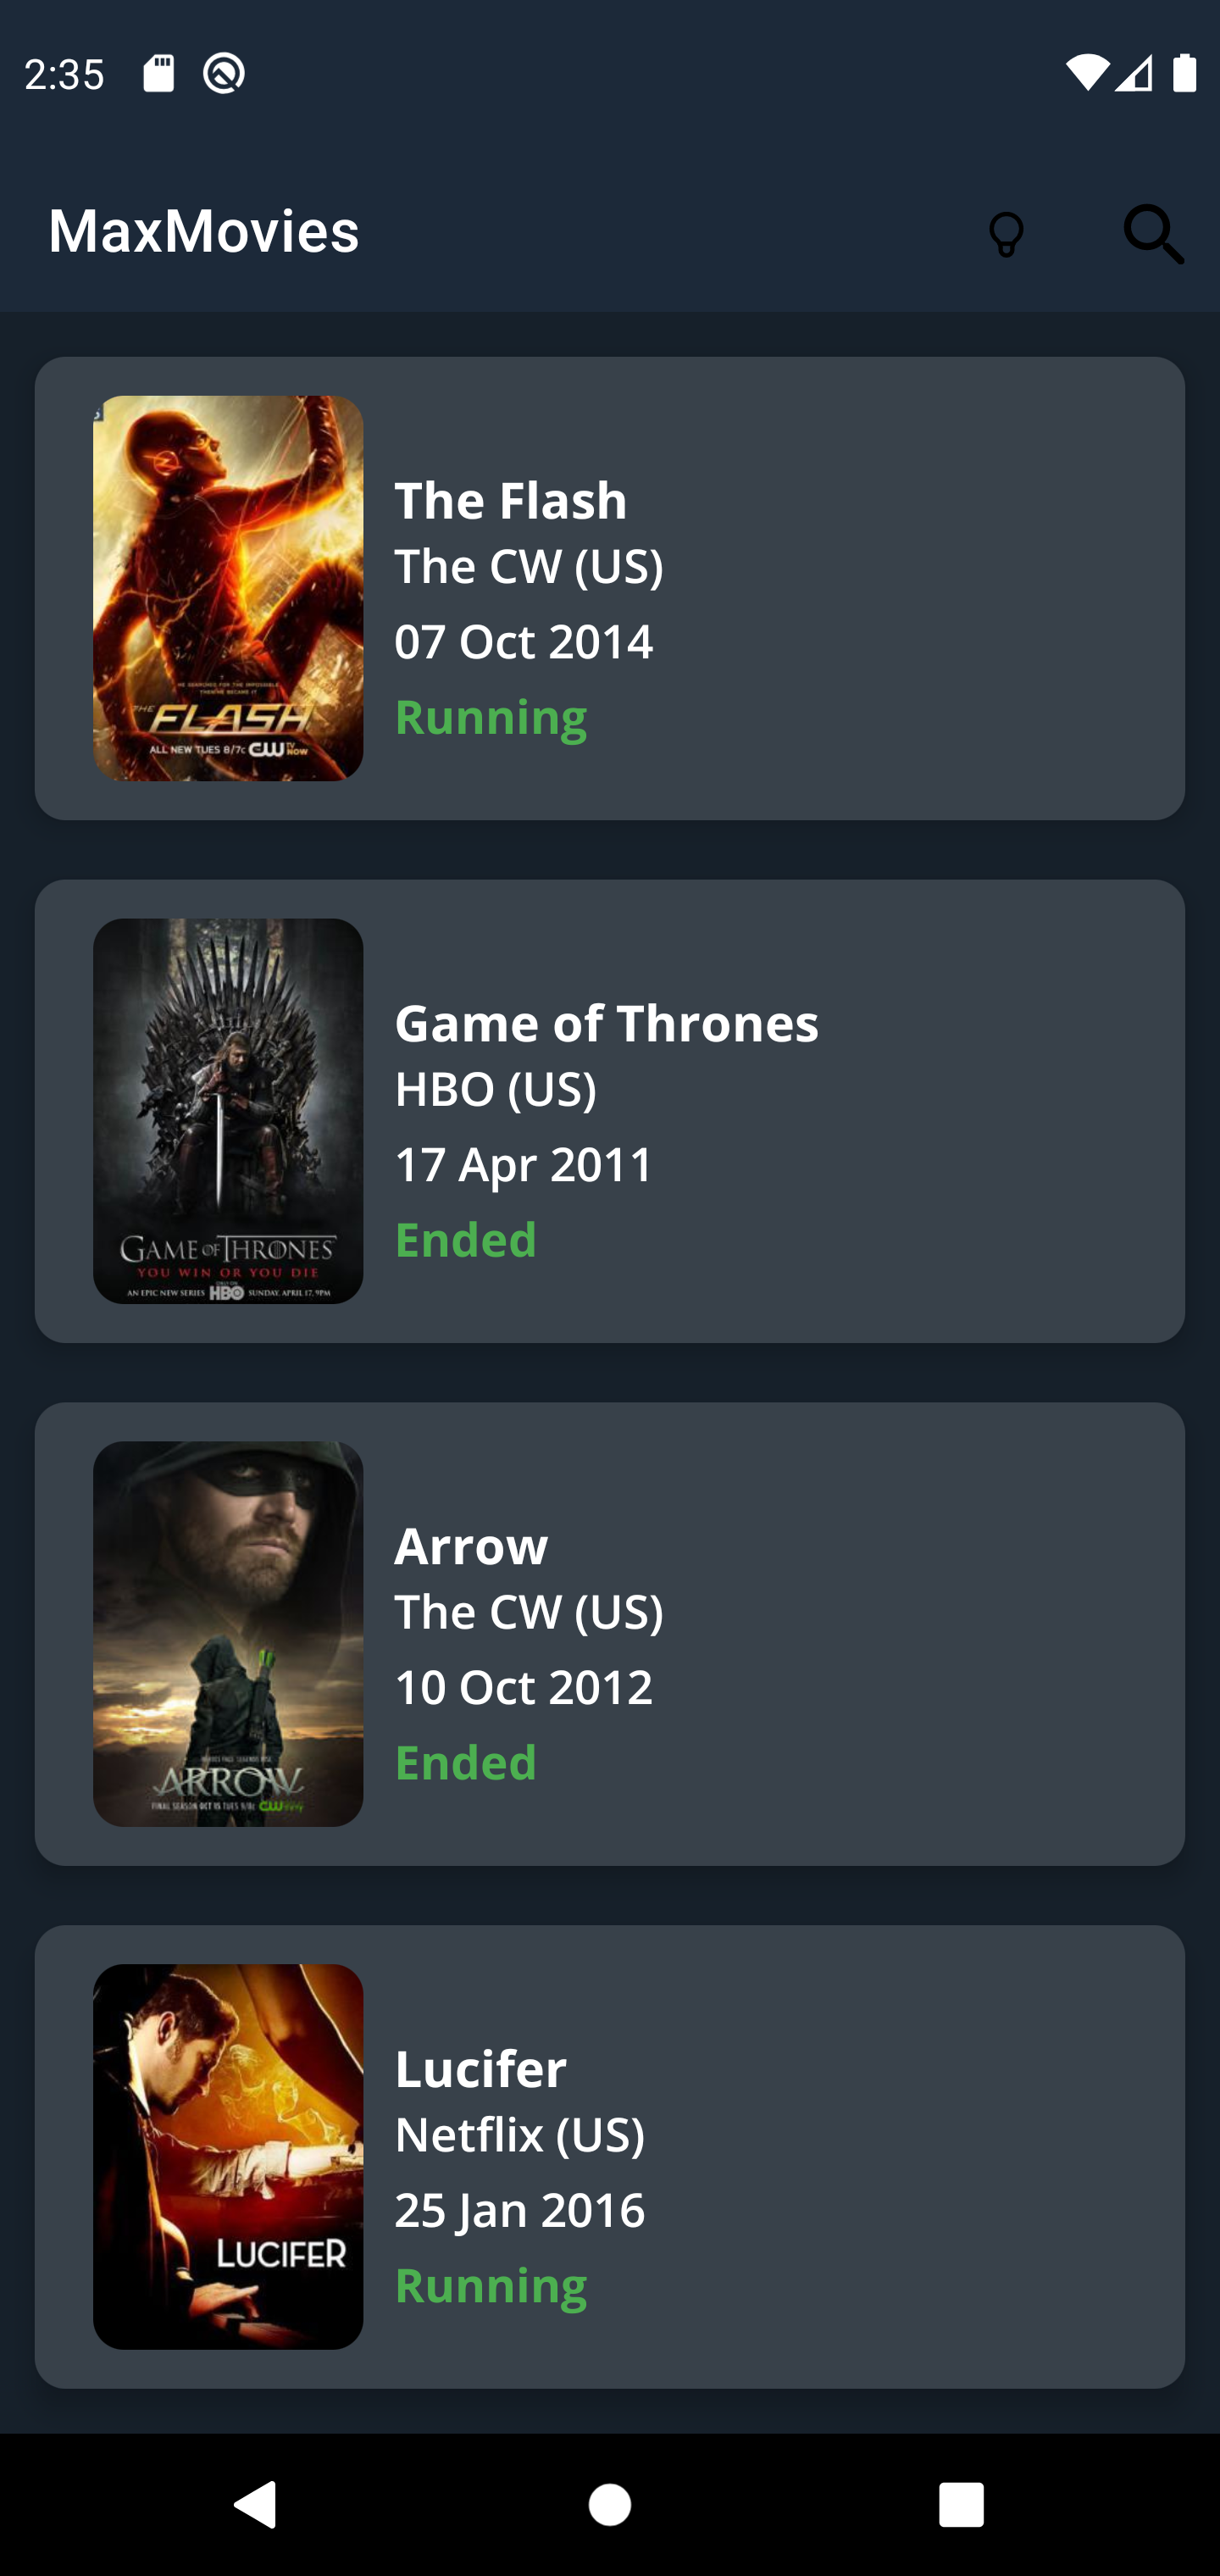 2:35
MaxMovies
THE
FLASH
ALL NEW TUES 8/7c CW TV NOW
The Flash
The CW (US)
07 Oct 2014
Running
GAME OF THRONES
YOU WIN OR YOU DIE
AN EPIC NEW SERIES HBO SUNDAY, APRIL 17, 9PM
Game of Thrones
HBO (US)
17 Apr 2011
Ended
ARROW
FINAL SEASON OCT 15 TUES 9/8c CW
Arrow
The CW (US)
10 Oct 2012
Ended
LUCIFER
Lucifer
Netflix (US)
25 Jan 2016
Running